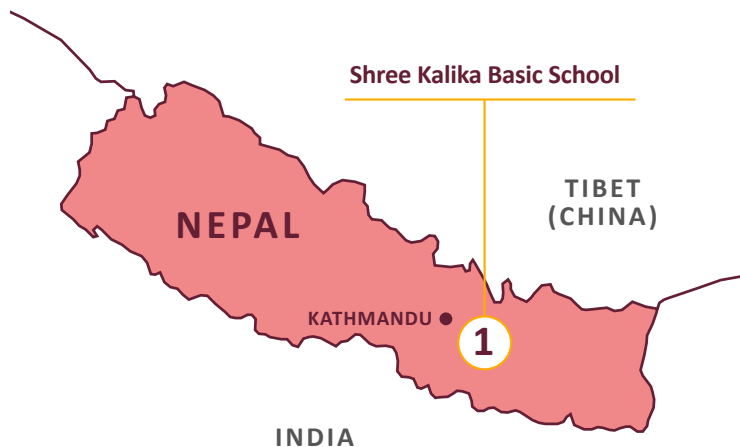 Shree Kalika Basic School
TIBET
(CHINA)
NEPAL
KATHMANDU
1
INDIA